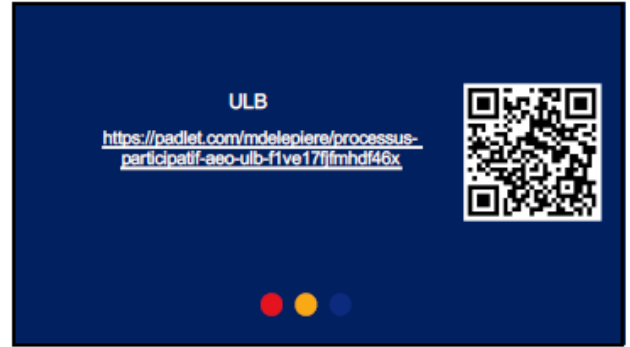 ULB
https://padlet.com/mdelepiere/processus-
participatif-aeo-ulb-f1ve17fjfmhdf46x